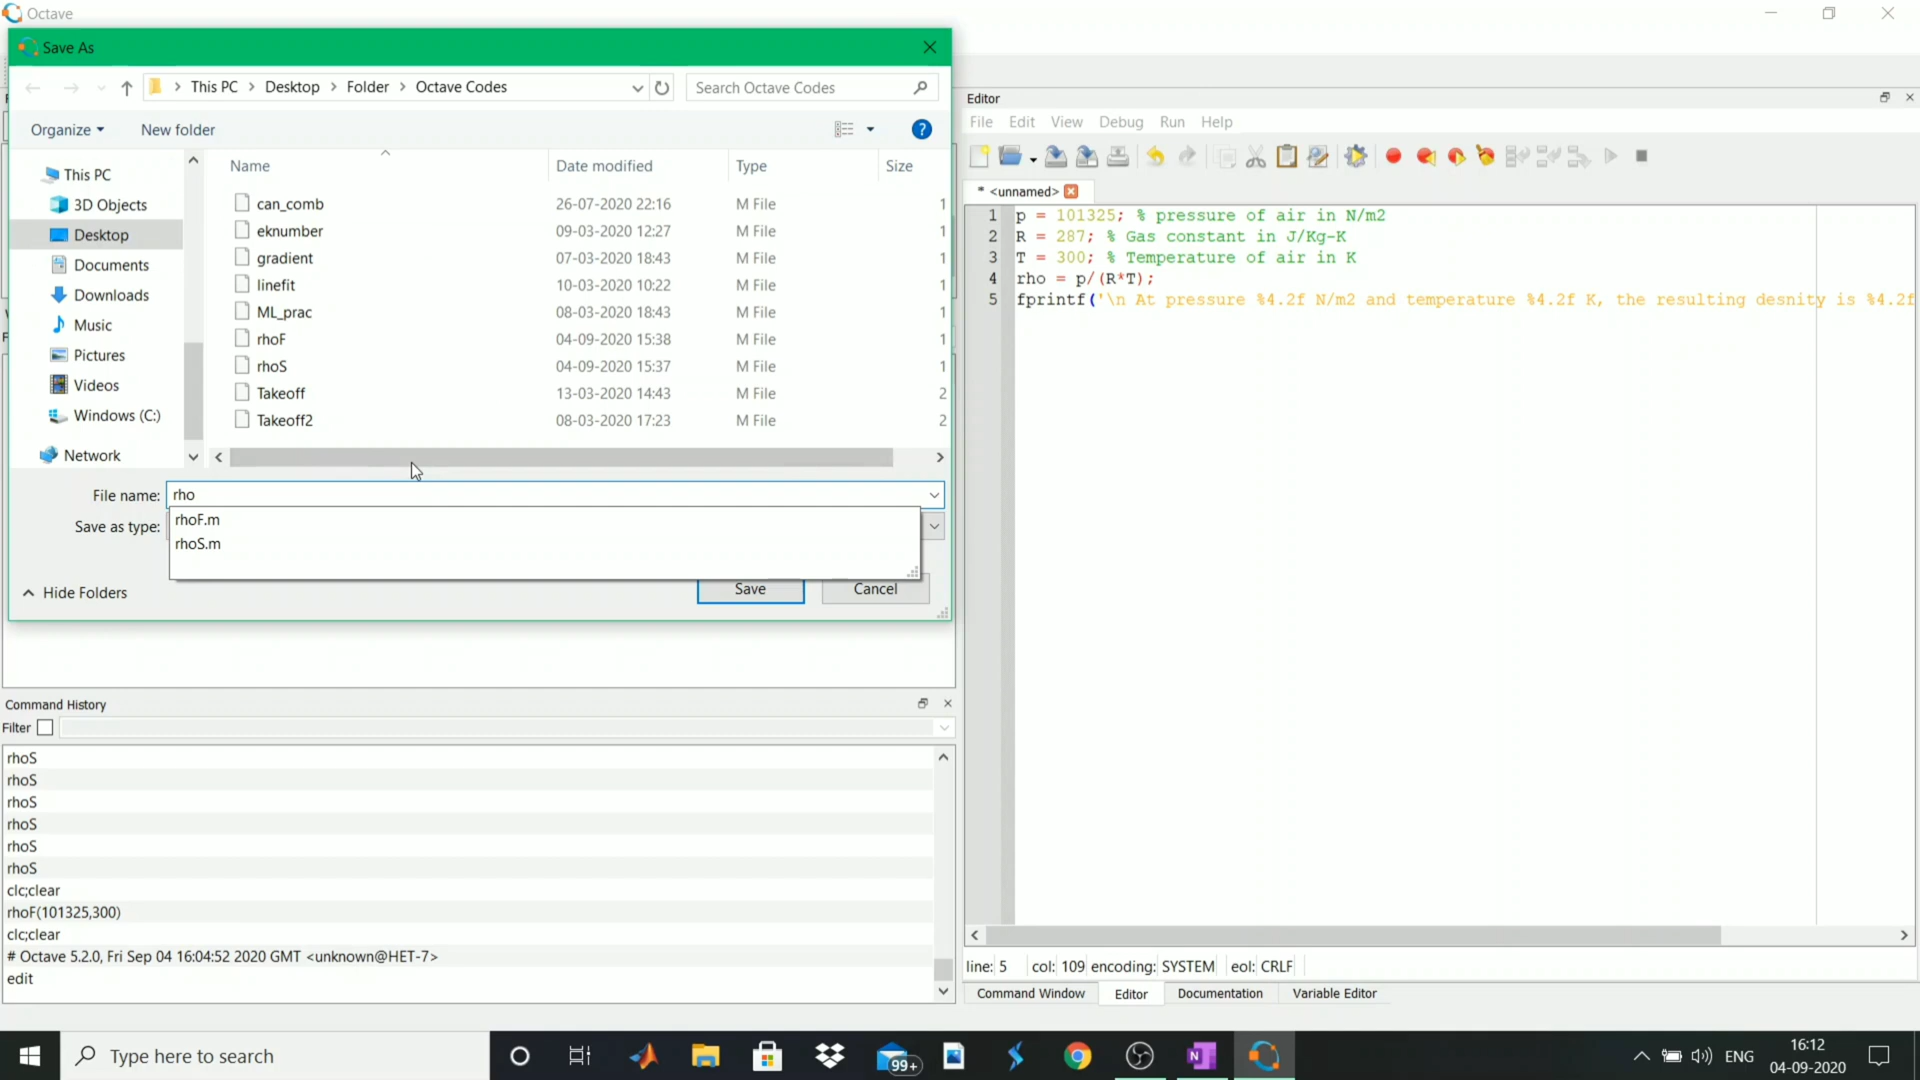 Octave
Save As
This PC > Desktop > Folder > Octave Codes
Search Octave Codes
Organize
New folder
Name
Date modified
Type
Size
This PC
3D Objects
Desktop
Documents
Downloads
Music
Pictures
Videos
Windows (C:)
Network
can_comb 26-07-2020 22:16 M File 1
eknumber 09-03-2020 12:27 M File 1
gradient 07-03-2020 18:43 M File 1
linefit 10-03-2020 10:22 M File 1
ML_prac 08-03-2020 18:43 M File 1
rhoF 04-09-2020 15:38 M File 1
rhoS 04-09-2020 15:37 M File 1
Takeoff 13-03-2020 14:43 M File 2
Takeoff2 08-03-2020 17:23 M File 2
File name: rho
Save as type:
rhoF.m
rhoS.m
Hide Folders
Save
Cancel
Command History
Filter
rhoS
rhoS
rhoS
rhoS
rhoS
rhoS
clc;clear
rhoF(101325,300)
clc;clear
# Octave 5.2.0, Fri Sep 04 16:04:52 2020 GMT <unknown@HET-7>
edit
Editor
File Edit View Debug Run Help
* <unnamed>
1 p = 101325; % pressure of air in N/m2
2 R = 287; % Gas constant in J/Kg-K
3 T = 300; % Temperature of air in K
4 rho = p/(R*T);
5 fprintf('\n At pressure %4.2f N/m2 and temperature %4.2f K, the resulting desnity is %4.2f
line: 5 col: 109 encoding: SYSTEM eol: CRLF
Command Window Editor Documentation Variable Editor
Type here to search
99+
N
ENG
16:12
04-09-2020